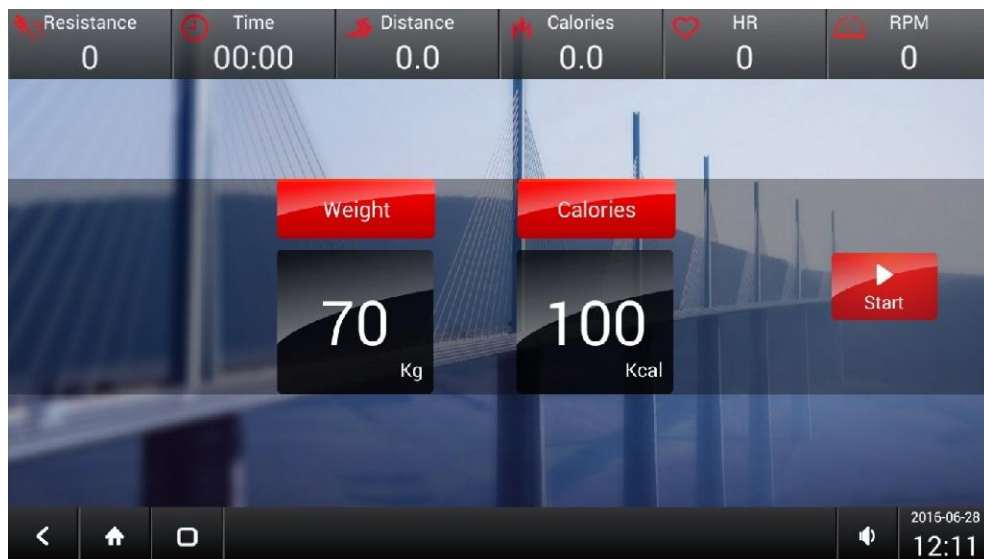 Resistance Time Distance Calories HR RPM
0 00:00 0.0 0.0 0 0
Weight Calories
70 100
Kg Kcal
Start
2016-06-28
12:11